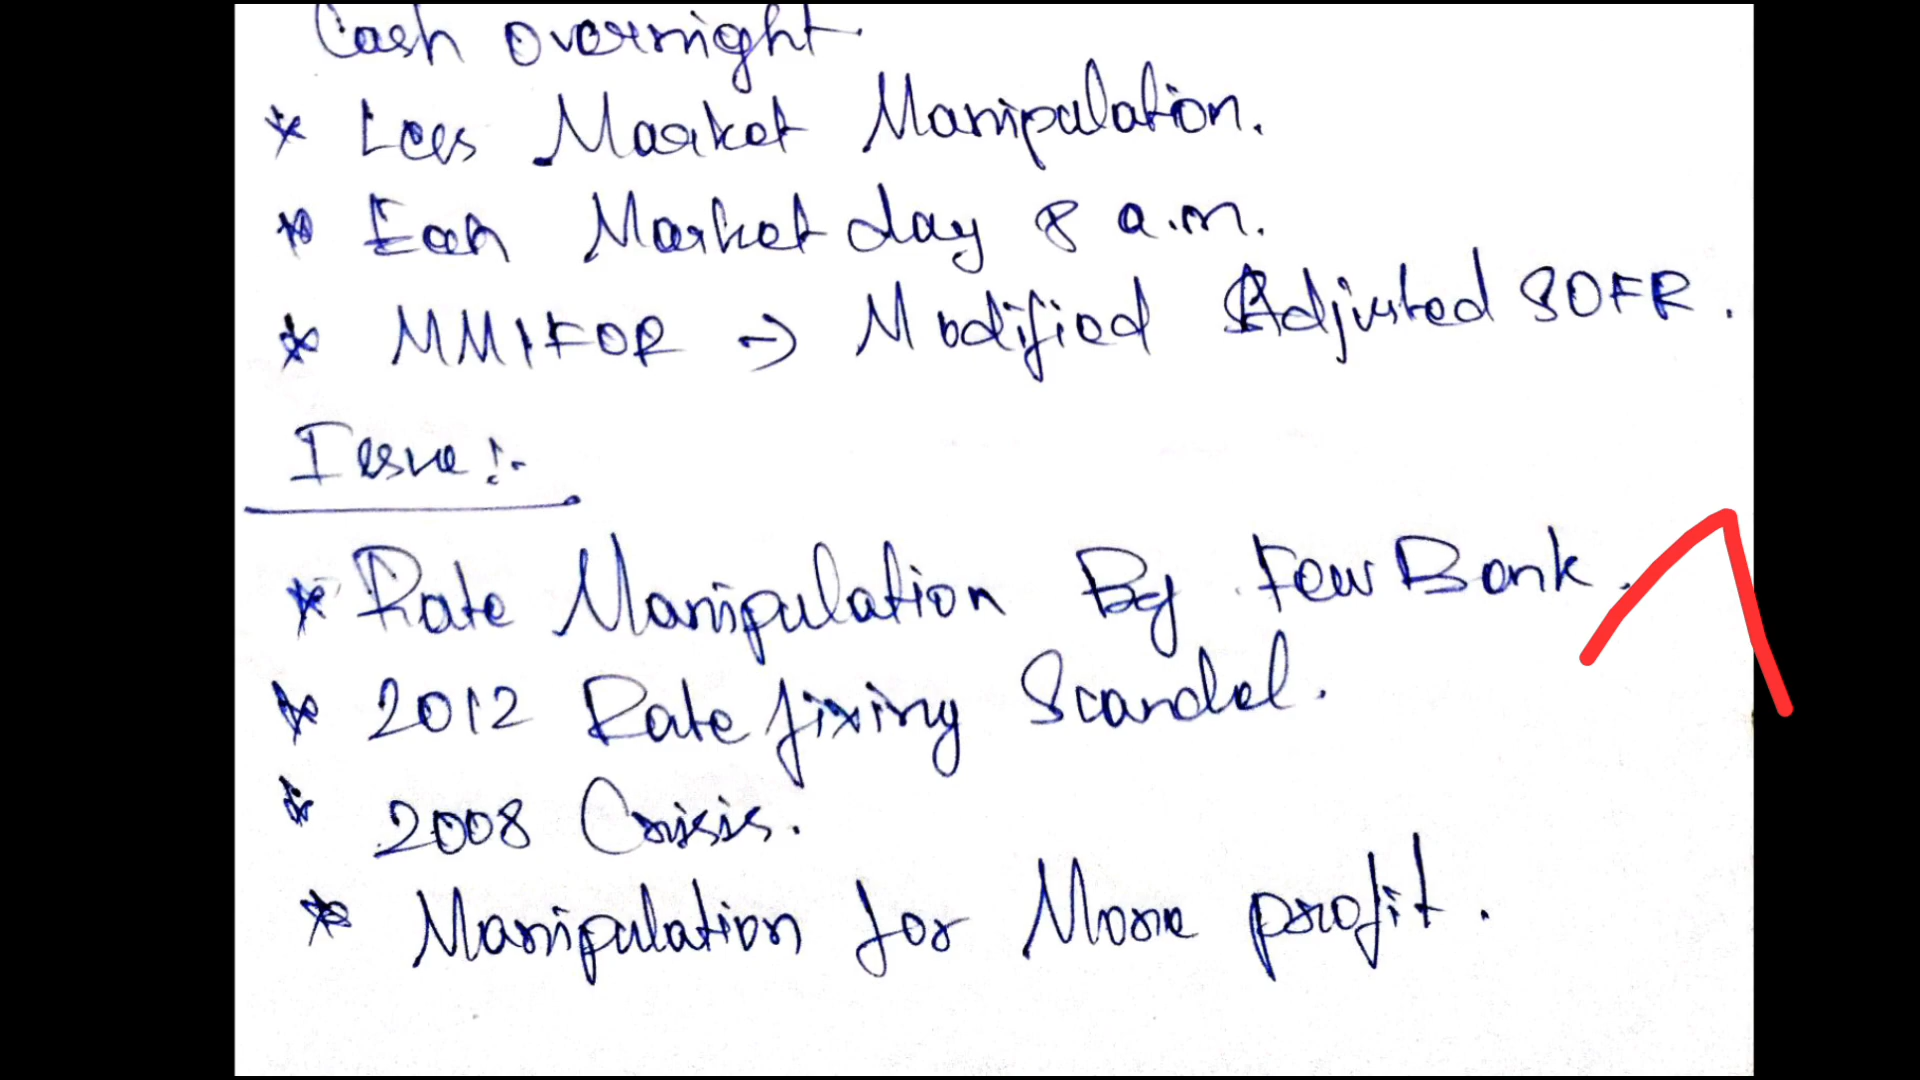 Cash overnight.
* Less Market Manipulation.
* Each Market day 8 a.m.
* MMIFOR → Modified Adjusted SOFR.
Issue :-
* Rate Manipulation By Few Bank.
* 2012 Rate fixing Scandel.
* 2008 Crisis.
* Manipulation for More profit.